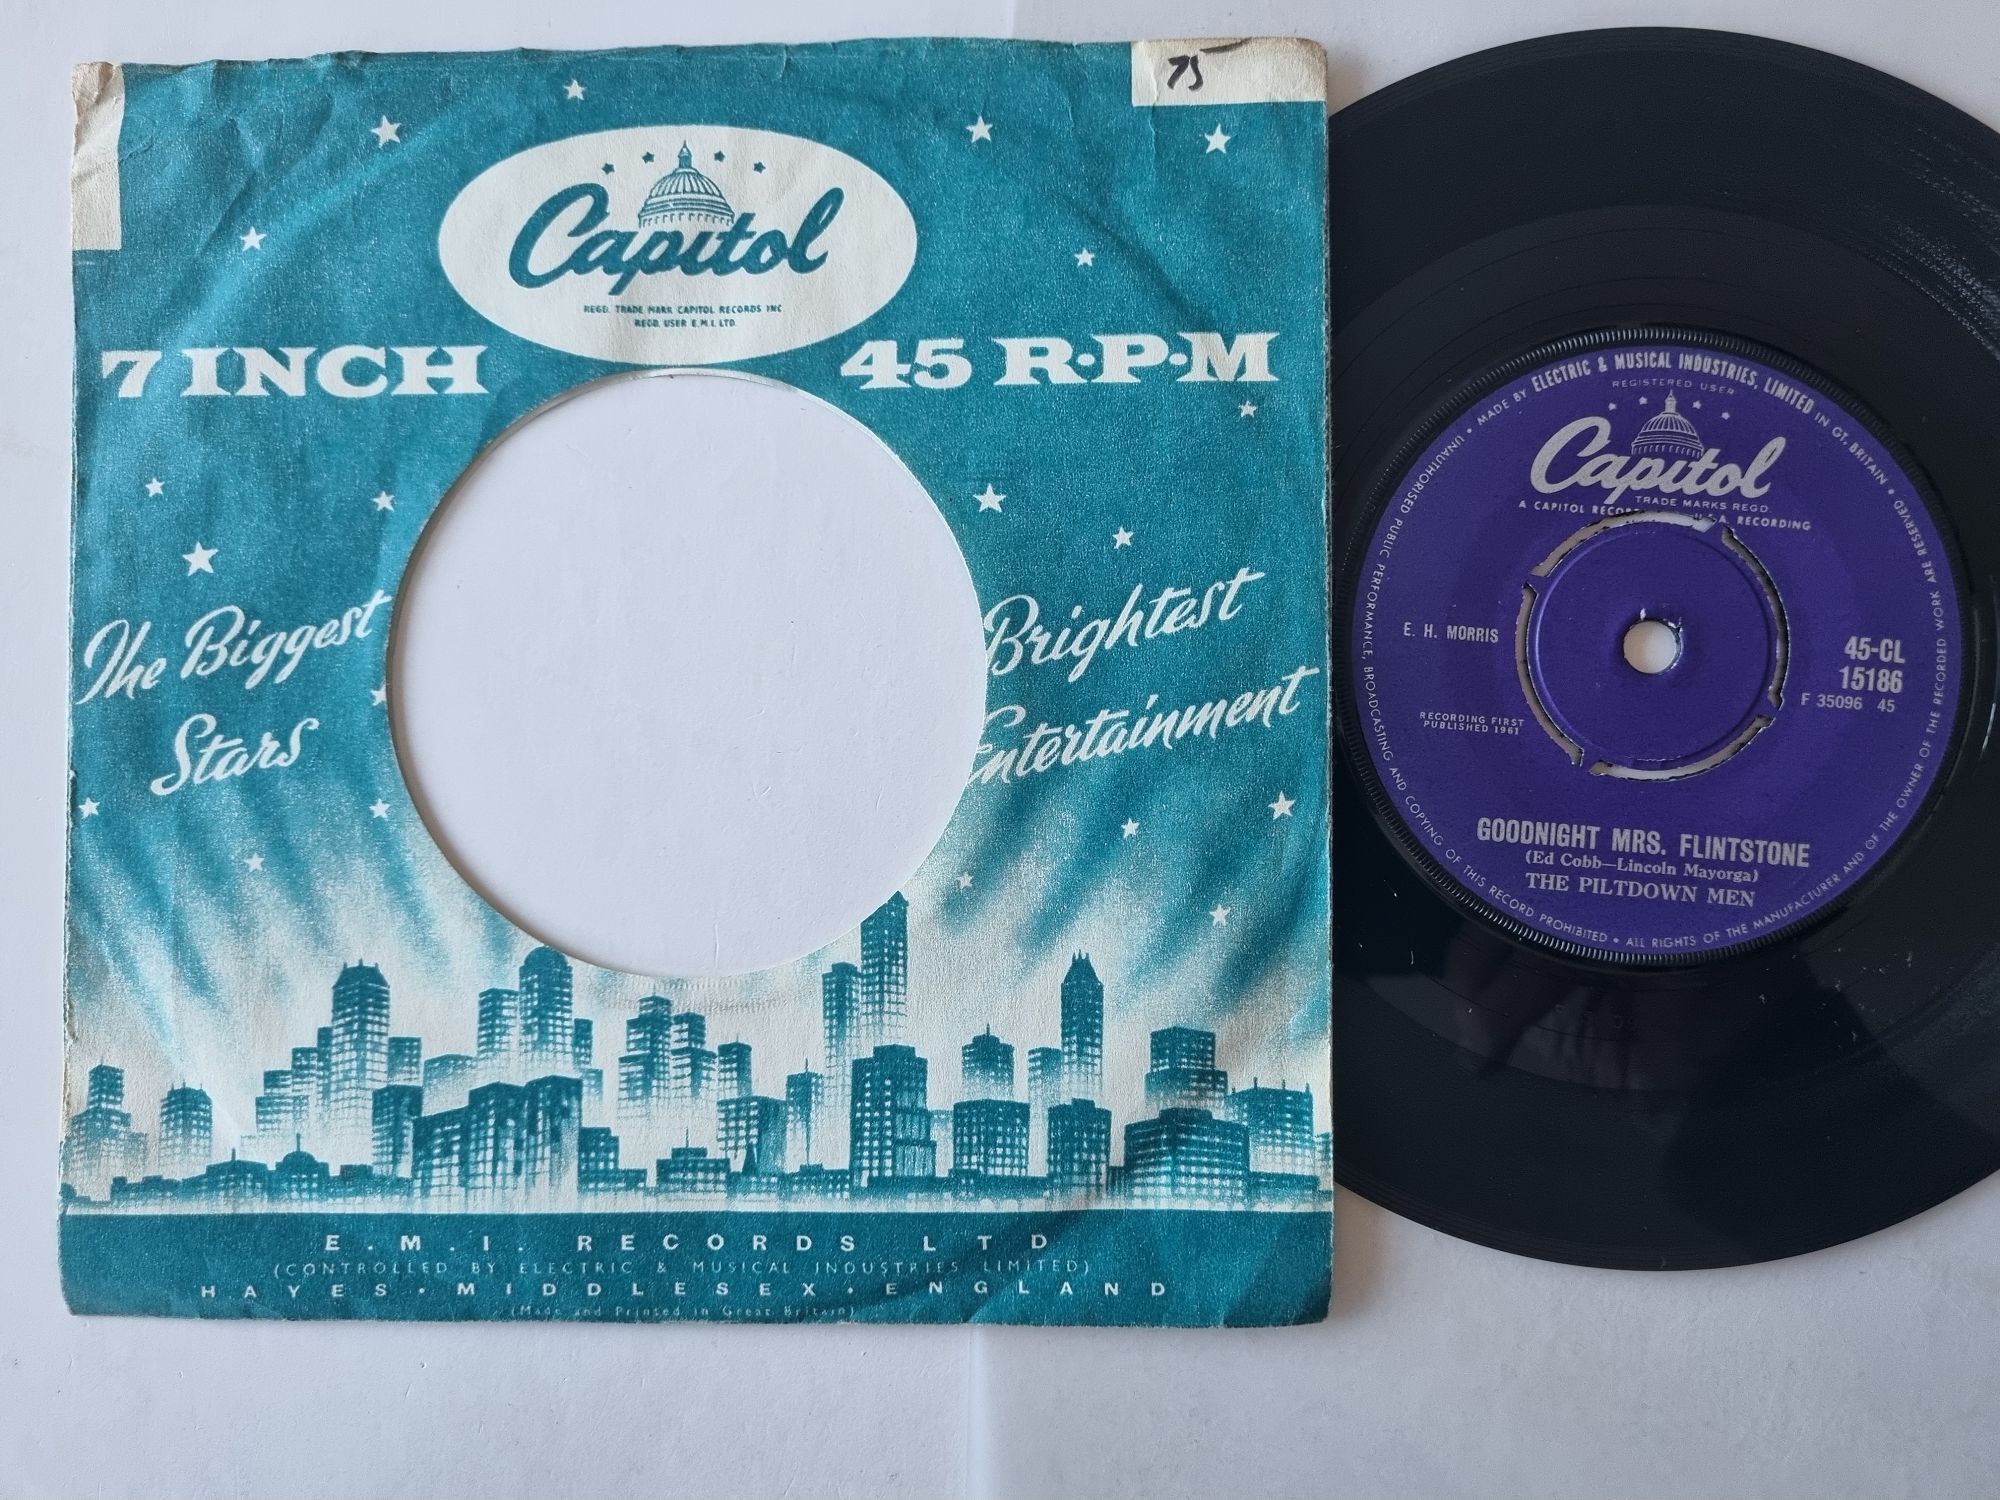 75
Capitol
REGD. TRADE MARK CAPITOL RECORDS INC
REGD. USER E.M.I. LTD.
7 INCH 45 R·P·M
The Biggest
Stars
Brightest
Entertainment
E.M.I. RECORDS LTD
(CONTROLLED BY ELECTRIC & MUSICAL INDUSTRIES LIMITED)
HAYES · MIDDLESEX · ENGLAND
(Made and Printed in Great Britain)
MADE BY ELECTRIC & MUSICAL INDUSTRIES, LIMITED IN GT. BRITAIN •
REGISTERED USER
Capitol
TRADE MARKS REGD.
A CAPITOL RECOR U.S.A. RECORDING
E. H. MORRIS
45-CL
15186
F 35096 45
RECORDING FIRST
PUBLISHED 1961
GOODNIGHT MRS. FLINTSTONE
(Ed Cobb—Lincoln Mayorga)
THE PILTDOWN MEN
UNAUTHORISED PUBLIC PERFORMANCE, BROADCASTING AND COPYING OF THIS RECORD PROHIBITED • ALL RIGHTS OF THE MANUFACTURER AND OF THE OWNER OF THE RECORDED WORK ARE RESERVED •